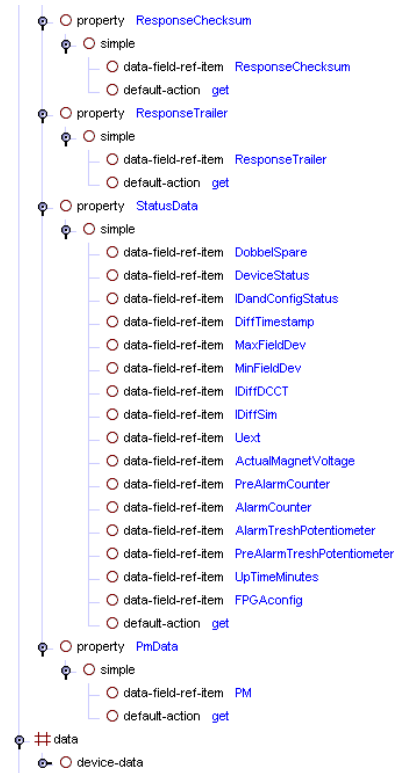 property ResponseChecksum
simple
data-field-ref-item ResponseChecksum
default-action get
property ResponseTrailer
simple
data-field-ref-item ResponseTrailer
default-action get
property StatusData
simple
data-field-ref-item DobbelSpare
data-field-ref-item DeviceStatus
data-field-ref-item IDandConfigStatus
data-field-ref-item DiffTimestamp
data-field-ref-item MaxFieldDev
data-field-ref-item MinFieldDev
data-field-ref-item IDiffDCCT
data-field-ref-item IDiffSim
data-field-ref-item Uext
data-field-ref-item ActualMagnetVoltage
data-field-ref-item PreAlarmCounter
data-field-ref-item AlarmCounter
data-field-ref-item AlarmTreshPotentiometer
data-field-ref-item PreAlarmTreshPotentiometer
data-field-ref-item UpTimeMinutes
data-field-ref-item FPGAconfig
default-action get
property PmData
simple
data-field-ref-item PM
default-action get
data
device-data